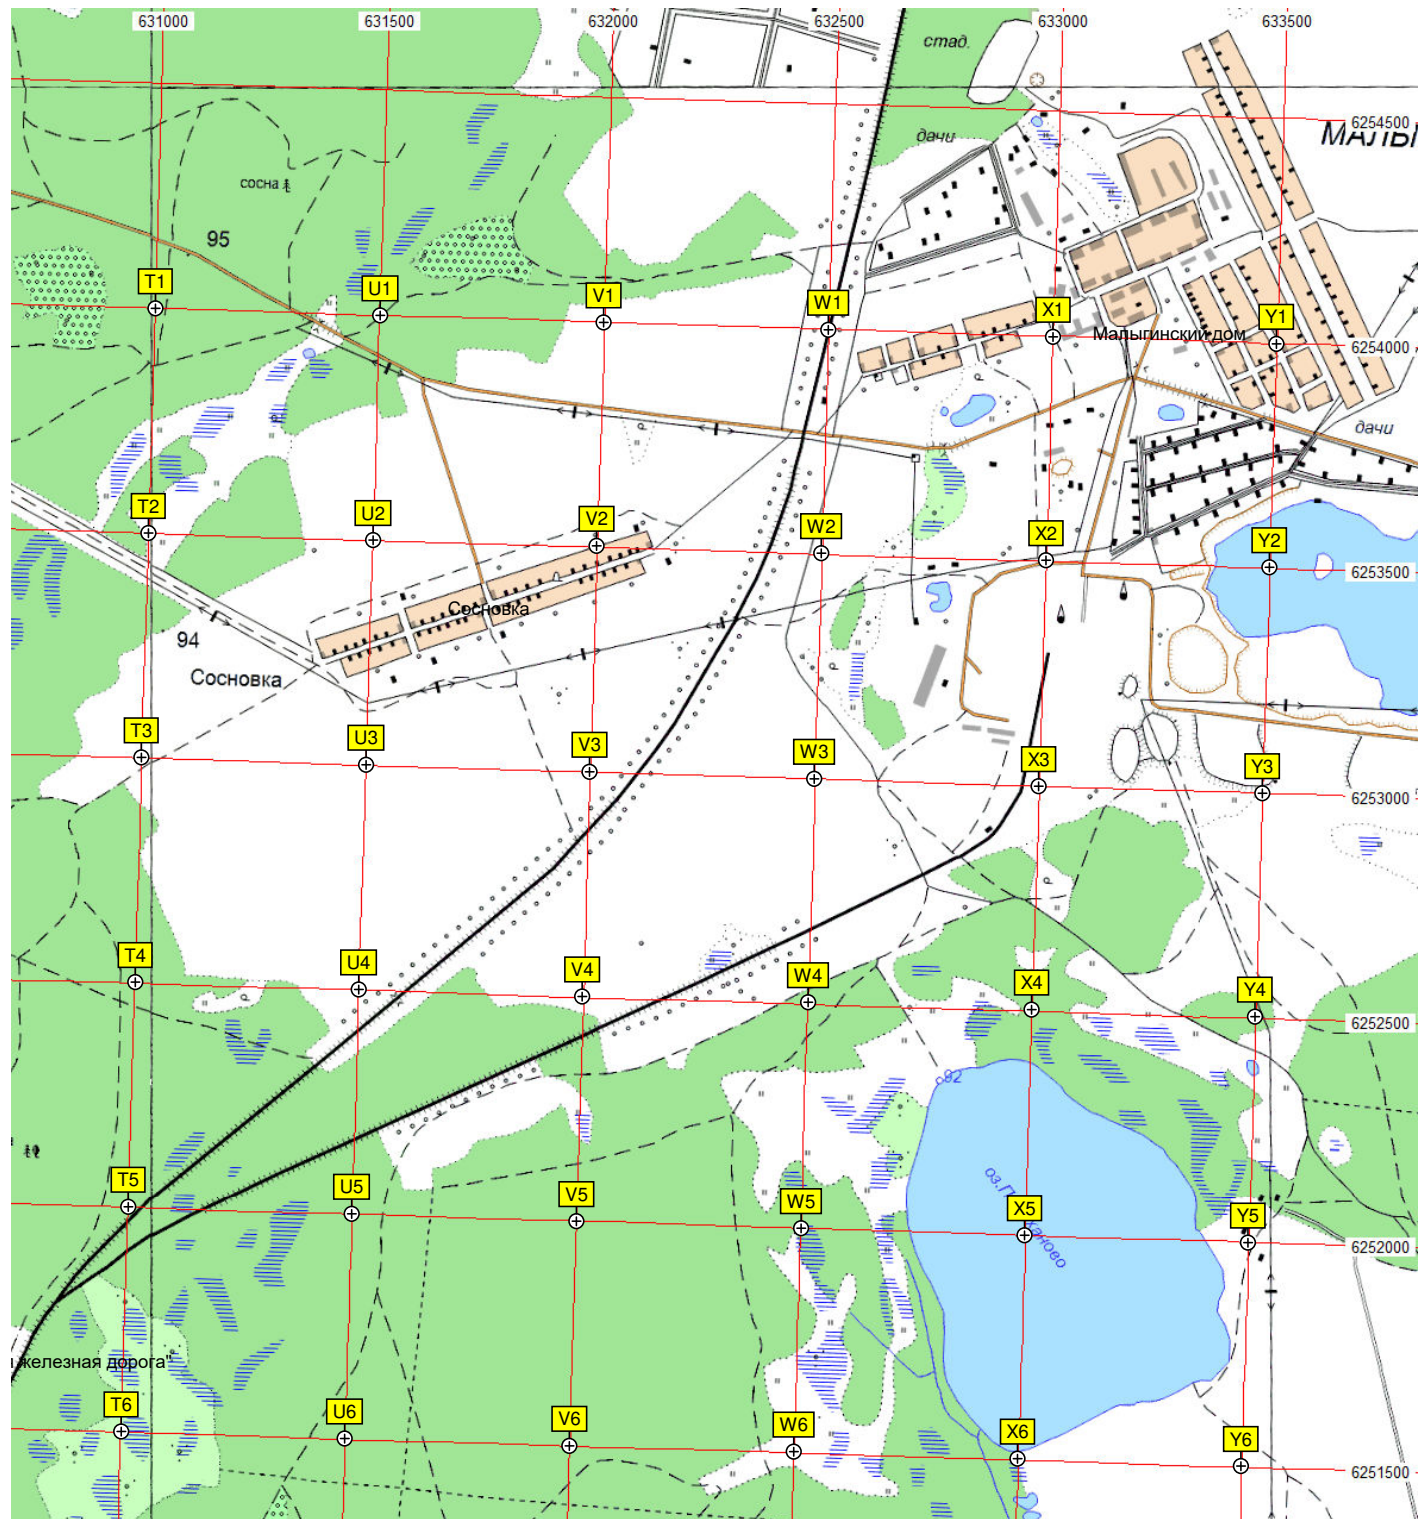 631000 631500 632000 632500 633000 633500
стад.
6254500
дачи
сосна
95
T1 U1 V1 W1 X1 Y1
Малыгинский дом
6254000
дачи
T2 U2 V2 W2 X2 Y2
6253500
Сосновка
94
Сосновка
T3 U3 V3 W3 X3 Y3
6253000
T4 U4 V4 W4 X4 Y4
6252500
92
T5 U5 V5 W5 X5 Y5
оз.
6252000
железная дорога"
T6 U6 V6 W6 X6 Y6
6251500